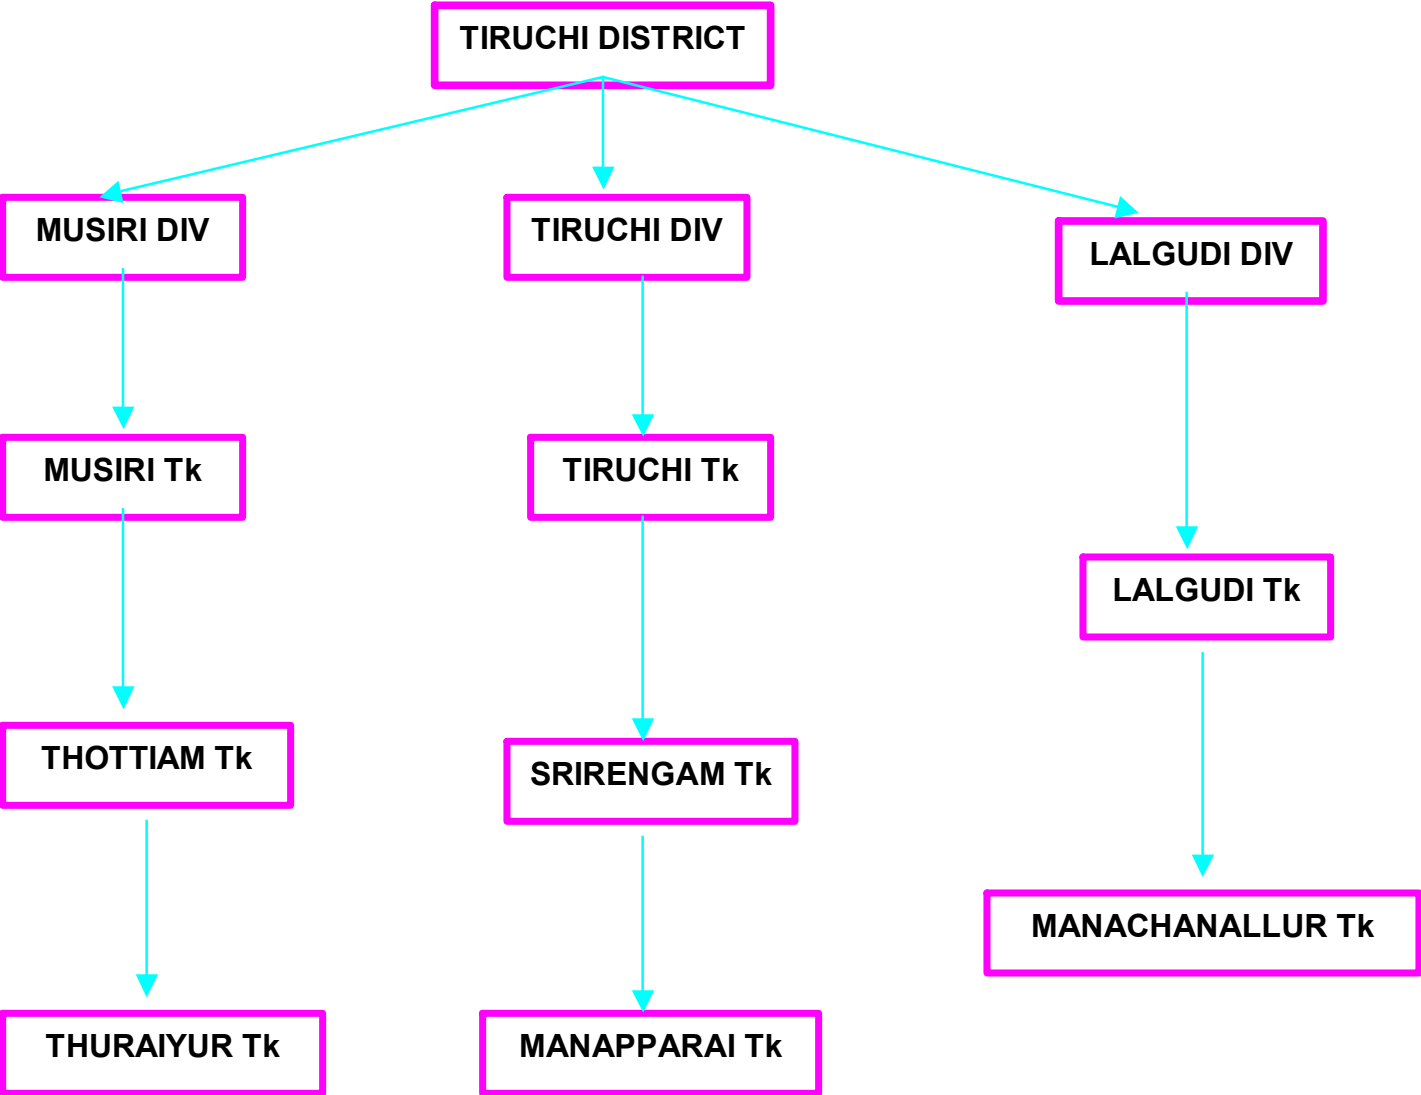 TIRUCHI DISTRICT
MUSIRI DIV
TIRUCHI DIV
LALGUDI DIV
MUSIRI Tk
TIRUCHI Tk
LALGUDI Tk
THOTTIAM Tk
SRIRENGAM Tk
MANACHANALLUR Tk
THURAIYUR Tk
MANAPPARAI Tk